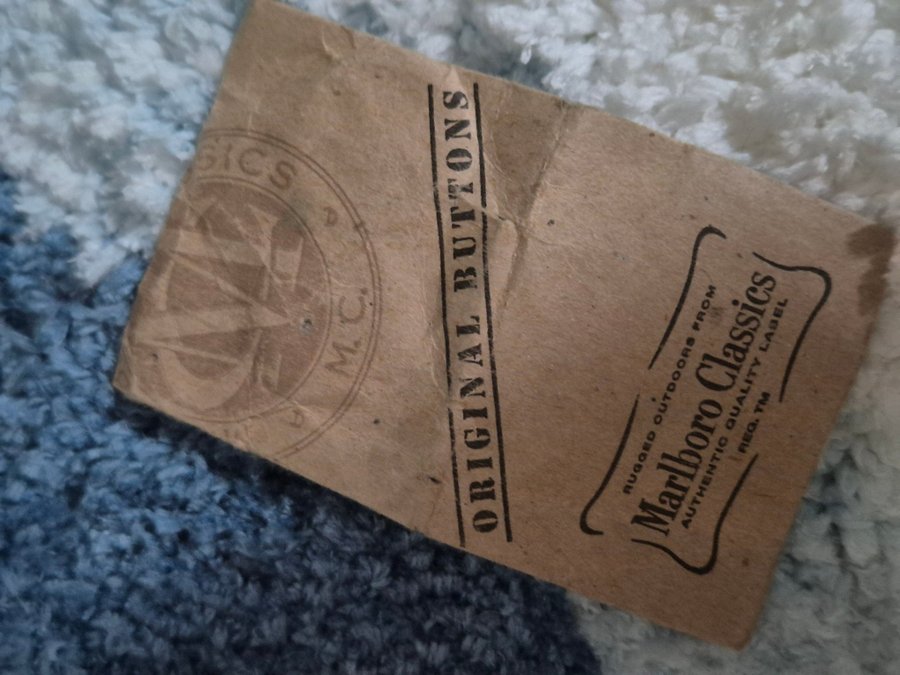 ORIGINAL BUTTONS
RUGGED OUTDOORS FROM
Marlboro Classics
AUTHENTIC QUALITY LABEL
REG. TM
M.C.